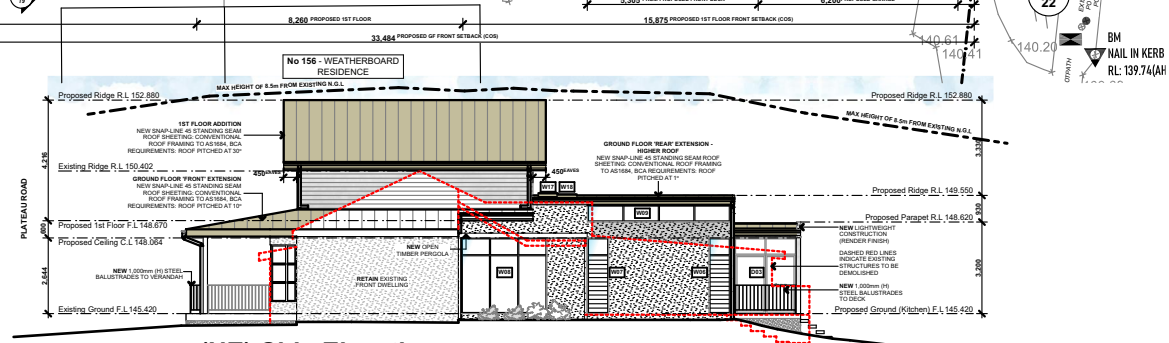 8,260 PROPOSED 1ST FLOOR
15,875 PROPOSED 1ST FLOOR FRONT SETBACK (COS)
33,484 PROPOSED GF FRONT SETBACK (COS)
22
140.61
140.41
140.20
BM
NAIL IN KERB
RL: 139.74(AH
No 156 - WEATHERBOARD
RESIDENCE
MAX HEIGHT OF 8.5m FROM EXISTING N.G.L
Proposed Ridge R.L 152.880
Proposed Ridge R.L 152.880
MAX HEIGHT OF 8.5m FROM EXISTING N.G.L
1ST FLOOR ADDITION
NEW SNAP-LINE 45 STANDING SEAM
ROOF SHEETING: CONVENTIONAL
ROOF FRAMING TO AS1684, BCA
REQUIREMENTS: ROOF PITCHED AT 30°
4,216
Existing Ridge R.L 150.402
450 EAVES
450 EAVES
GROUND FLOOR 'FRONT' EXTENSION
NEW SNAP-LINE 45 STANDING SEAM
ROOF SHEETING: CONVENTIONAL
ROOF FRAMING TO AS1684, BCA
REQUIREMENTS: ROOF PITCHED AT 10°
GROUND FLOOR 'REAR' EXTENSION -
HIGHER ROOF
NEW SNAP-LINE 45 STANDING SEAM ROOF
SHEETING: CONVENTIONAL ROOF FRAMING
TO AS1684, BCA REQUIREMENTS: ROOF
PITCHED AT 1°
3,330
W17
W18
Proposed Ridge R.L 149.550
930
W09
PLATEAU ROAD
Proposed 1st Floor F.L 148.670
Proposed Parapet R.L 148.620
Proposed Ceiling C.L 148.064
NEW OPEN
TIMBER PERGOLA
NEW LIGHTWEIGHT
CONSTRUCTION
(RENDER FINISH)
DASHED RED LINES
INDICATE EXISTING
STRUCTURES TO BE
DEMOLISHED
NEW 1,000mm (H) STEEL
BALUSTRADES TO VERANDAH
RETAIN EXISTING
FRONT DWELLING
W08
W07
W06
D03
2,644
3,200
NEW 1,000mm (H)
STEEL BALUSTRADES
TO DECK
Existing Ground F.L 145.420
Proposed Ground (Kitchen) F.L 145.420